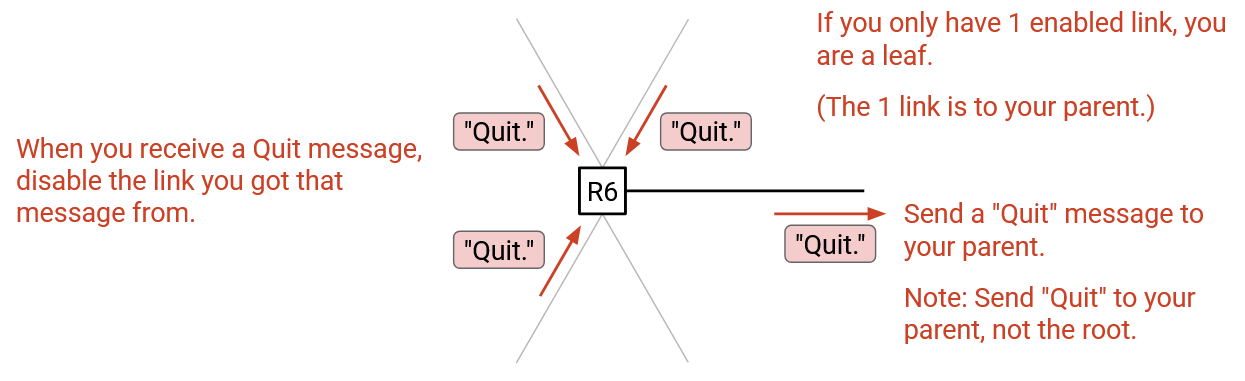 If you only have 1 enabled link, you
are a leaf.
(The 1 link is to your parent.)
"Quit."
"Quit."
When you receive a Quit message,
disable the link you got that
message from.
R6
Send a "Quit" message to
your parent.
"Quit."
"Quit."
Note: Send "Quit" to your
parent, not the root.